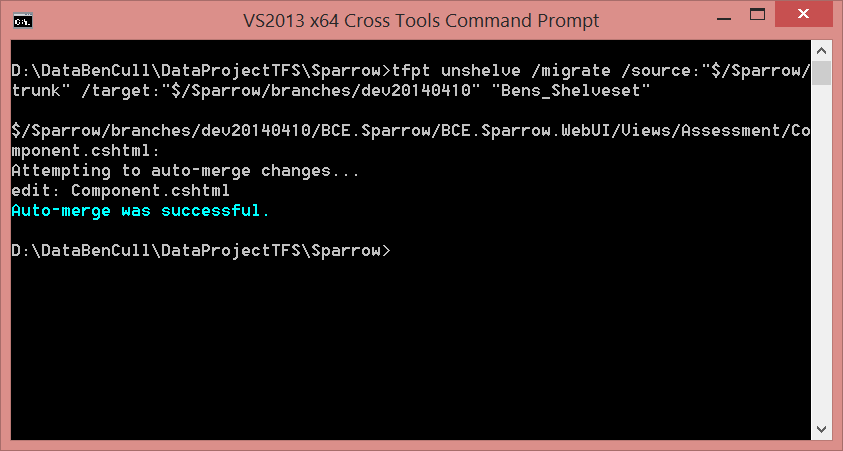 VS2013 x64 Cross Tools Command Prompt
D:\DataBenCull\DataProjectTFS\Sparrow>tfpt unshelve /migrate /source:"$/Sparrow/
trunk" /target:"$/Sparrow/branches/dev20140410" "Bens_Shelveset"
$/Sparrow/branches/dev20140410/BCE.Sparrow/BCE.Sparrow.WebUI/Views/Assessment/Co
mponent.cshtml:
Attempting to auto-merge changes...
edit: Component.cshtml
Auto-merge was successful.
D:\DataBenCull\DataProjectTFS\Sparrow>